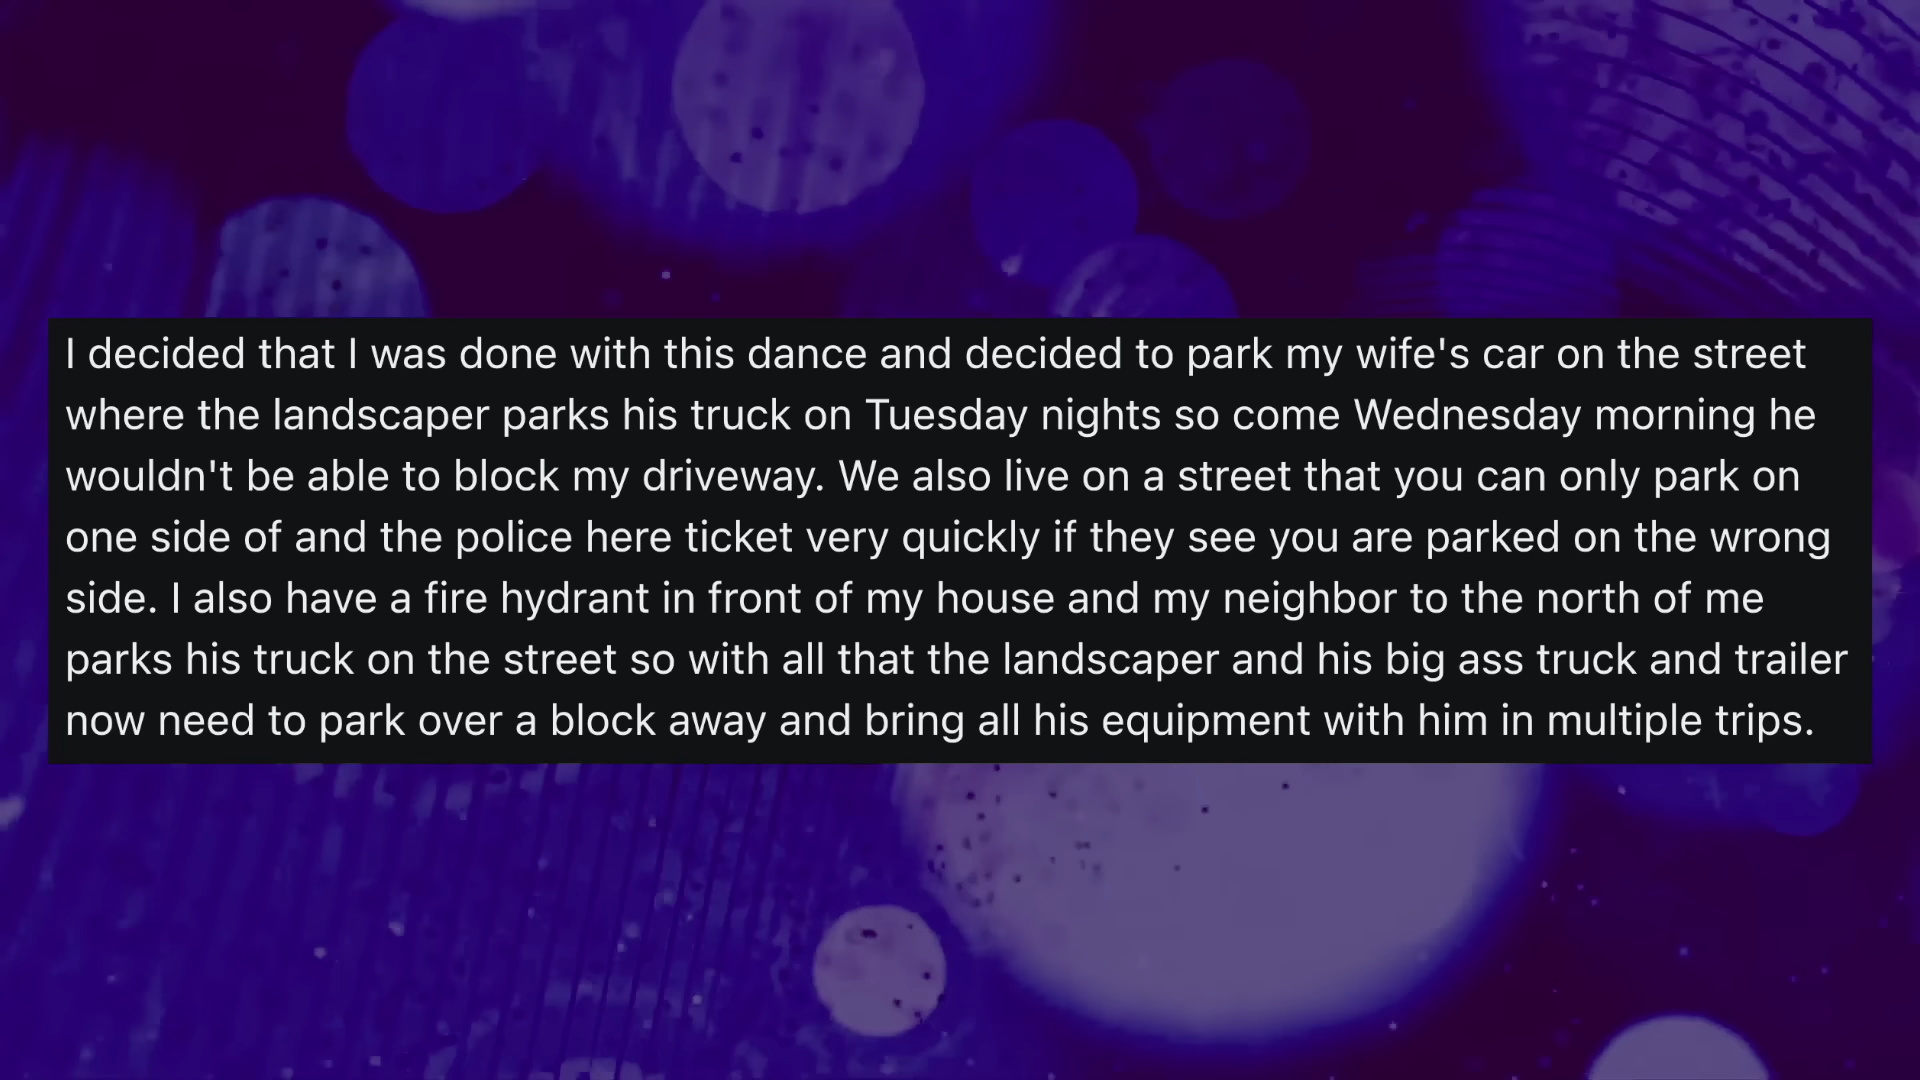 I decided that I was done with this dance and decided to park my wife's car on the street
where the landscaper parks his truck on Tuesday nights so come Wednesday morning he
wouldn't be able to block my driveway. We also live on a street that you can only park on
one side of and the police here ticket very quickly if they see you are parked on the wrong
side. I also have a fire hydrant in front of my house and my neighbor to the north of me
parks his truck on the street so with all that the landscaper and his big ass truck and trailer
now need to park over a block away and bring all his equipment with him in multiple trips.